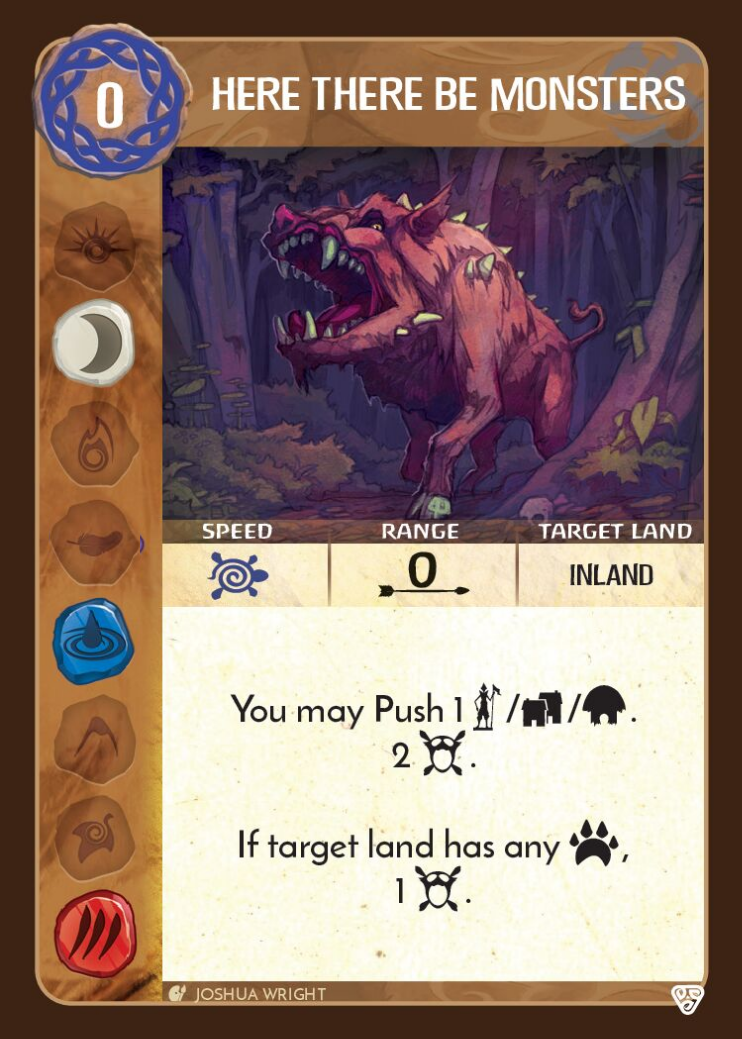 0
HERE THERE BE MONSTERS
SPEED RANGE TARGET LAND
0 INLAND
You may Push 1 / / .
2 .
If target land has any ,
1 .
JOSHUA WRIGHT